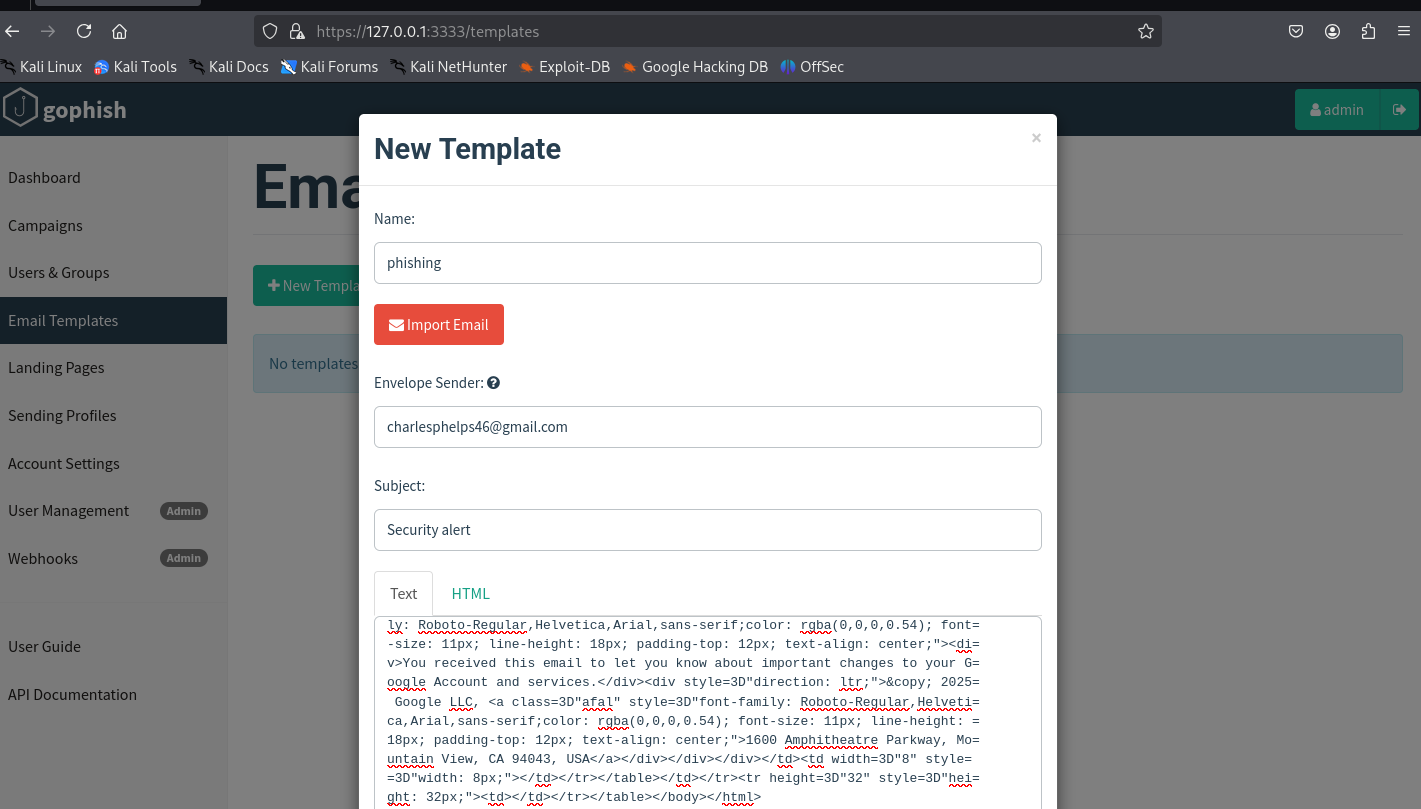 https://127.0.0.1:3333/templates
Kali Linux Kali Tools Kali Docs Kali Forums Kali NetHunter Exploit-DB Google Hacking DB OffSec
gophish
admin
Dashboard
Campaigns
Users & Groups
Email Templates
Landing Pages
Sending Profiles
Account Settings
User Management Admin
Webhooks Admin
User Guide
API Documentation
Ema
New Templa
No templates
New Template
×
Name:
phishing
Import Email
Envelope Sender:
charlesphelps46@gmail.com
Subject:
Security alert
Text HTML
ly: Roboto-Regular,Helvetica,Arial,sans-serif;color: rgba(0,0,0,0.54); font=
-size: 11px; line-height: 18px; padding-top: 12px; text-align: center;"><di=
v>You received this email to let you know about important changes to your G=
oogle Account and services.</div><div style=3D"direction: ltr;">&copy; 2025=
 Google LLC, <a class=3D"afal" style=3D"font-family: Roboto-Regular,Helveti=
ca,Arial,sans-serif;color: rgba(0,0,0,0.54); font-size: 11px; line-height: =
18px; padding-top: 12px; text-align: center;">1600 Amphitheatre Parkway, Mo=
untain View, CA 94043, USA</a></div></div></div></td><td width=3D"8" style=
=3D"width: 8px;"></td></tr></table></td></tr><tr height=3D"32" style=3D"hei=
ght: 32px;"><td></td></tr></table></body></html>